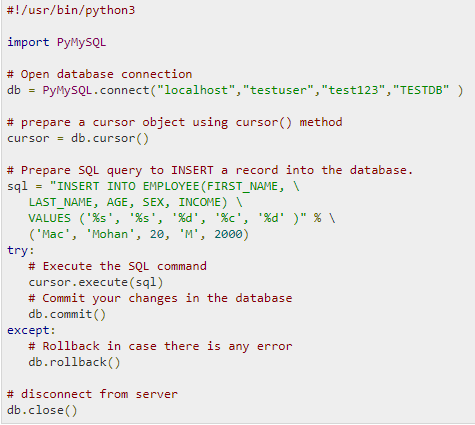 #!/usr/bin/python3
import PyMySQL
# Open database connection
db = PyMySQL.connect("localhost","testuser","test123","TESTDB" )
# prepare a cursor object using cursor() method
cursor = db.cursor()
# Prepare SQL query to INSERT a record into the database.
sql = "INSERT INTO EMPLOYEE(FIRST_NAME, \
   LAST_NAME, AGE, SEX, INCOME) \
   VALUES ('%s', '%s', '%d', '%c', '%d' )" % \
   ('Mac', 'Mohan', 20, 'M', 2000)
try:
   # Execute the SQL command
   cursor.execute(sql)
   # Commit your changes in the database
   db.commit()
except:
   # Rollback in case there is any error
   db.rollback()
# disconnect from server
db.close()